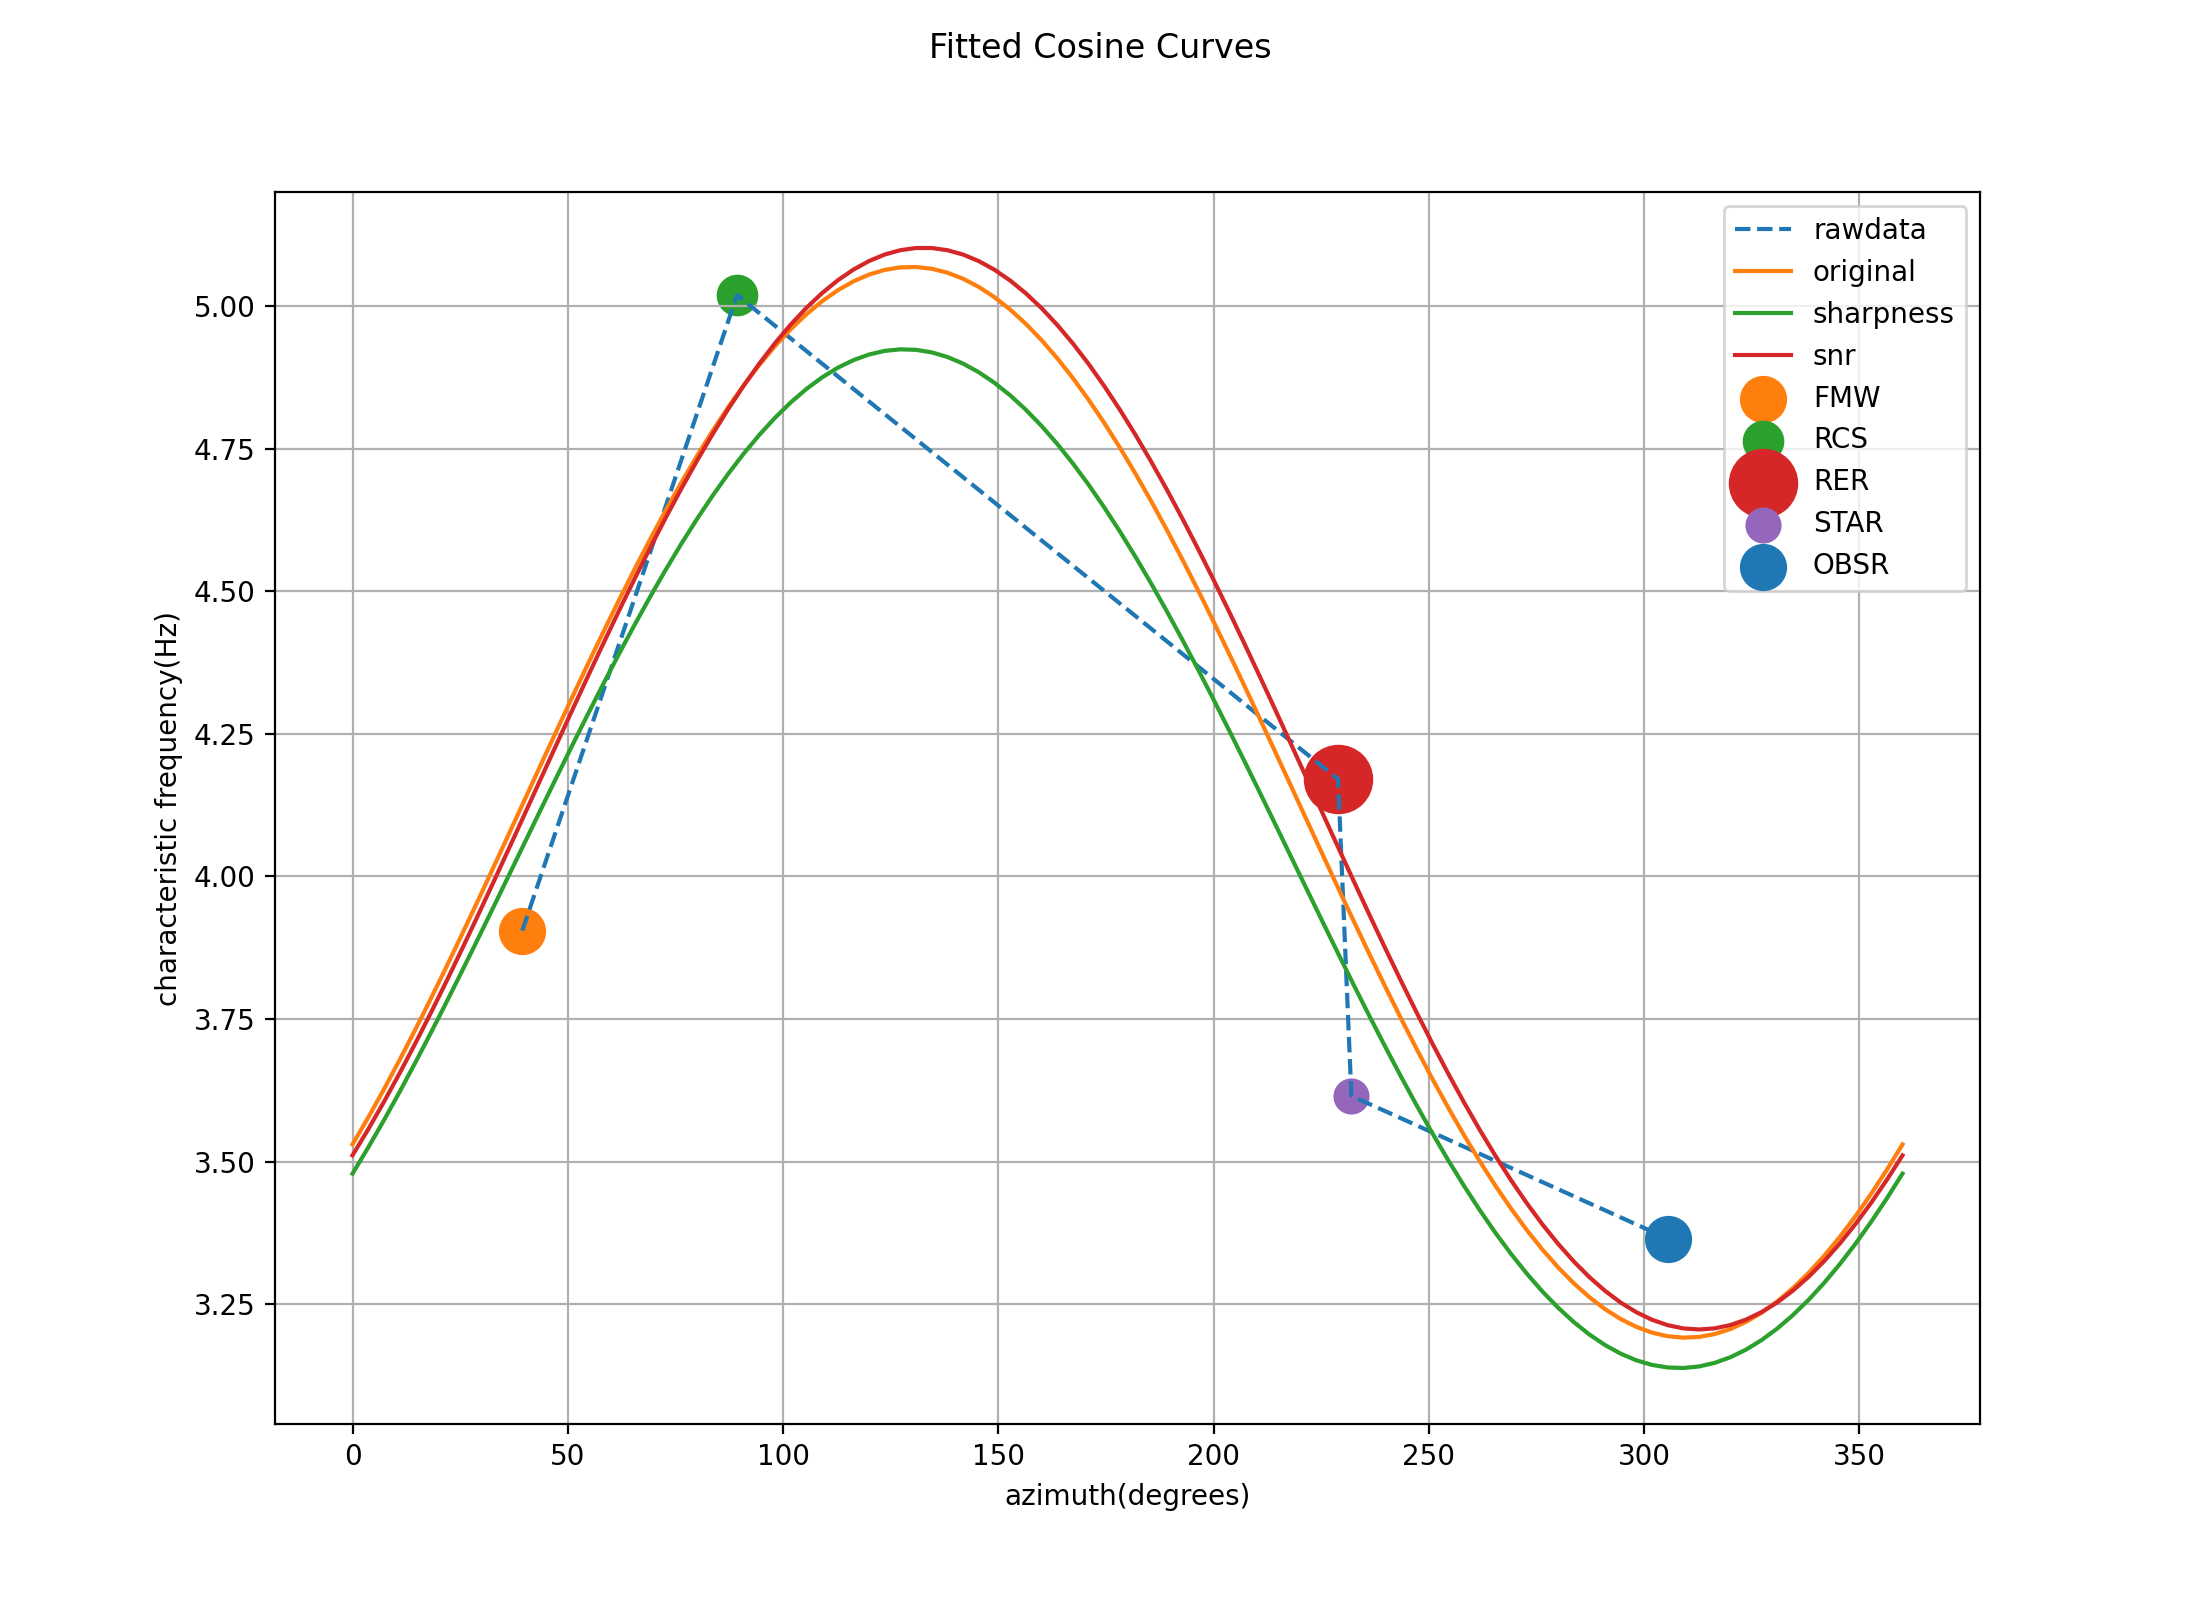 Fitted Cosine Curves
rawdata
original
sharpness
snr
FMW
RCS
RER
STAR
OBSR
characteristic frequency(Hz)
5.00
4.75
4.50
4.25
4.00
3.75
3.50
3.25
0 50 100 150 200 250 300 350
azimuth(degrees)